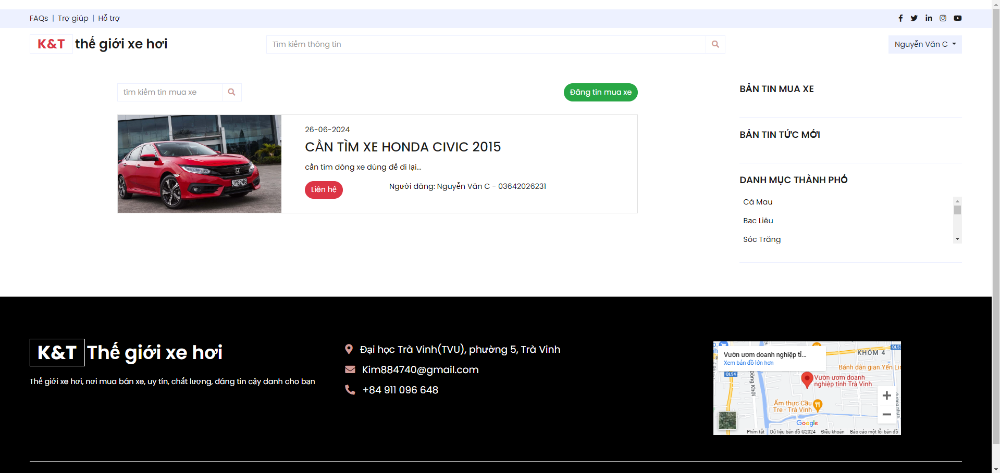 FAQs | Trợ giúp | Hỗ trợ
K&T thế giới xe hơi
Tìm kiếm thông tin
Nguyễn Văn C
tìm kiếm tin mua xe
Đăng tin mua xe
26-06-2024
CẦN TÌM XE HONDA CIVIC 2015
cần tìm dòng xe dùng để đi lại...
Liên hệ
Người đăng: Nguyễn Văn C - 03642026231
JYG246
BẢN TIN MUA XE
BẢN TIN TỨC MỚI
DANH MỤC THÀNH PHỐ
Cà Mau
Bạc Liêu
Sóc Trăng
K&T Thế giới xe hơi
Thế giới xe hơi, nơi mua bán xe, uy tín, chất lượng, đáng tin cậy danh cho bạn
Đại học Trà Vinh(TVU), phường 5, Trà Vinh
Kim884740@gmail.com
+84 911 096 648
Vườn ươm doanh nghiệp tỉ...
Xem bản đồ lớn hơn
KHÓM 4
QL54
Bánh dân gian Yến
Vườn ươm doanh
nghiệp tỉnh Trà Vinh
Đồng Khởi
Ẩm thực Cầu
Tre - Trà Vinh
Google
Phím tắt
Dữ liệu bản đồ ©2024
Điều khoản
Báo cáo một lỗi bản đồ